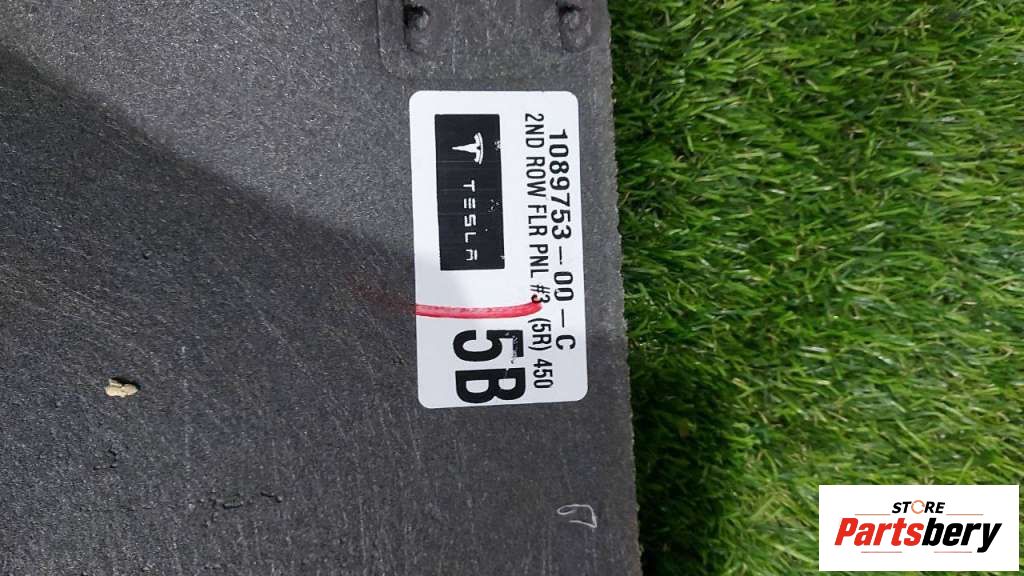 1089753-00-C
2ND ROW FLR PNL #3 (5R) 450
TESLA
5B
STORE
Partsbery